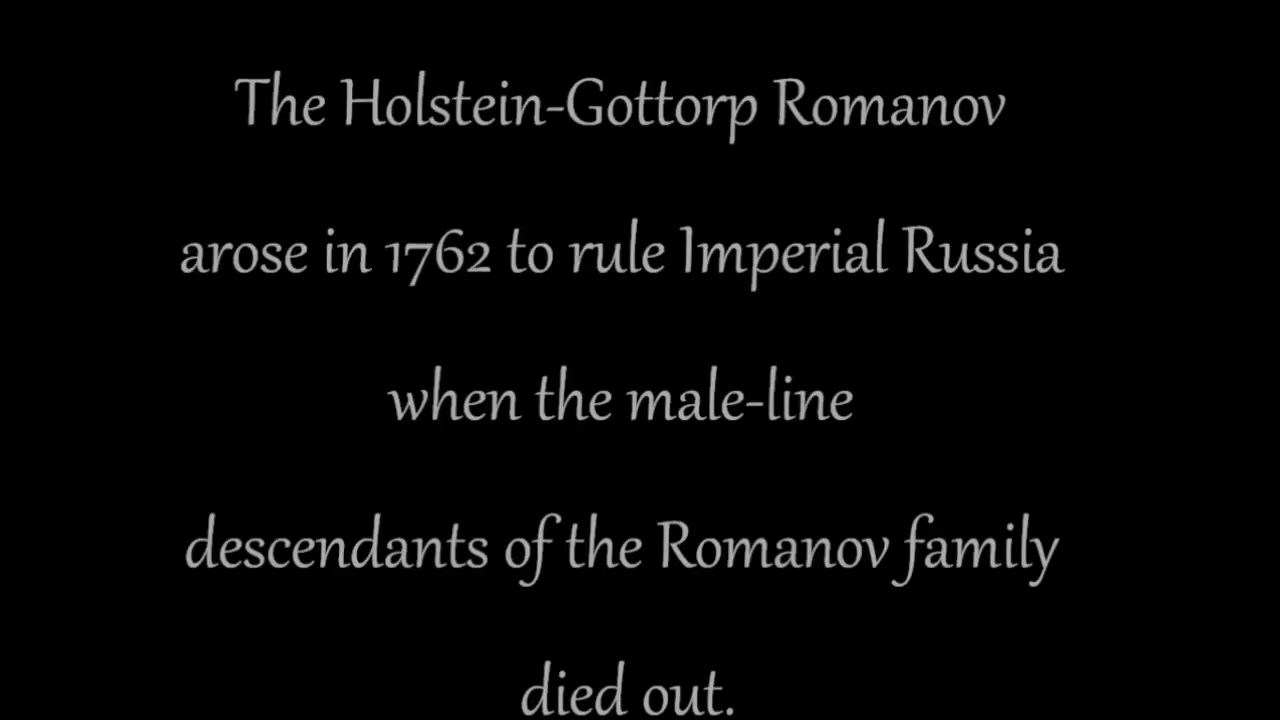 The Holstein-Gottorp Romanov
arose in 1762 to rule Imperial Russia
when the male-line
descendants of the Romanov family
died out.